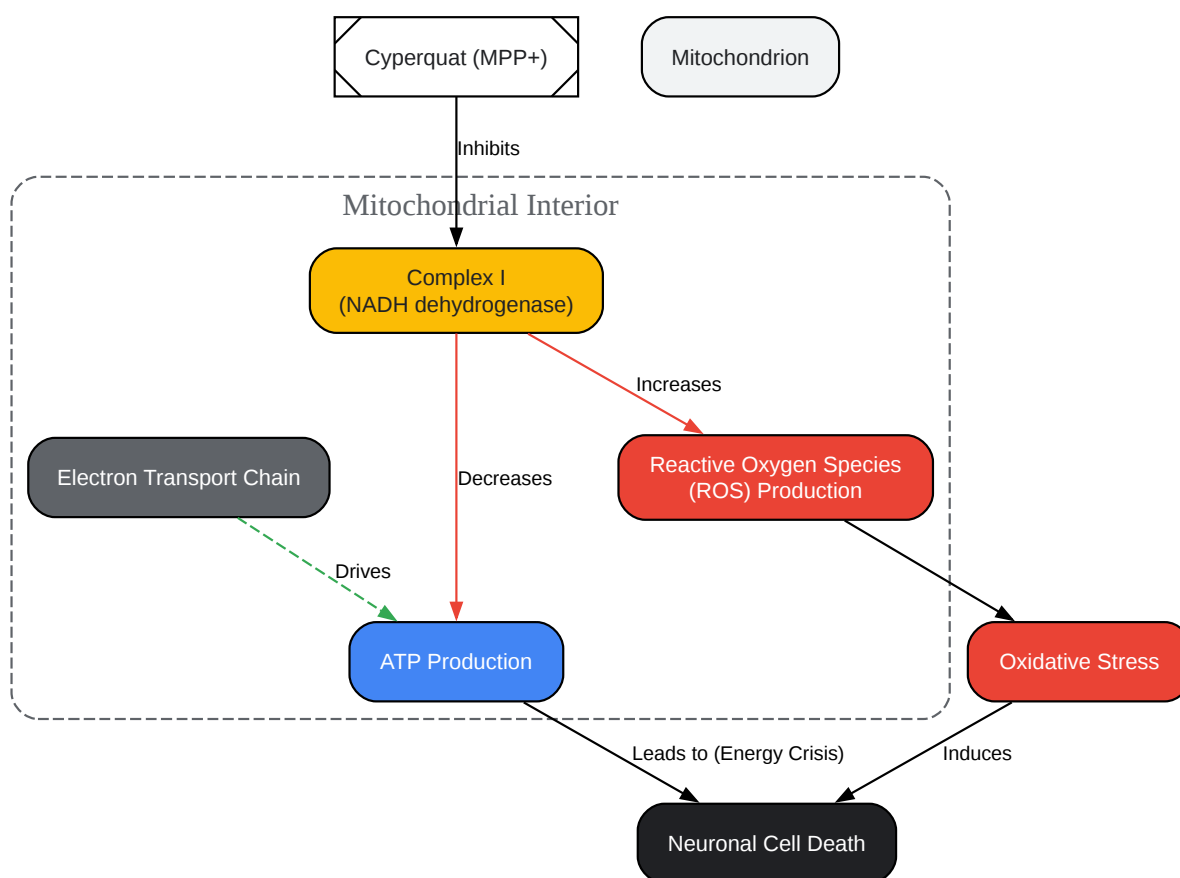 Cyperquat (MPP+)
Mitochondrion
Inhibits
Mitochondrial Interior
Complex I
(NADH dehydrogenase)
Increases
Electron Transport Chain
Decreases
Reactive Oxygen Species
(ROS) Production
Drives
ATP Production
Oxidative Stress
Leads to (Energy Crisis)
Induces
Neuronal Cell Death